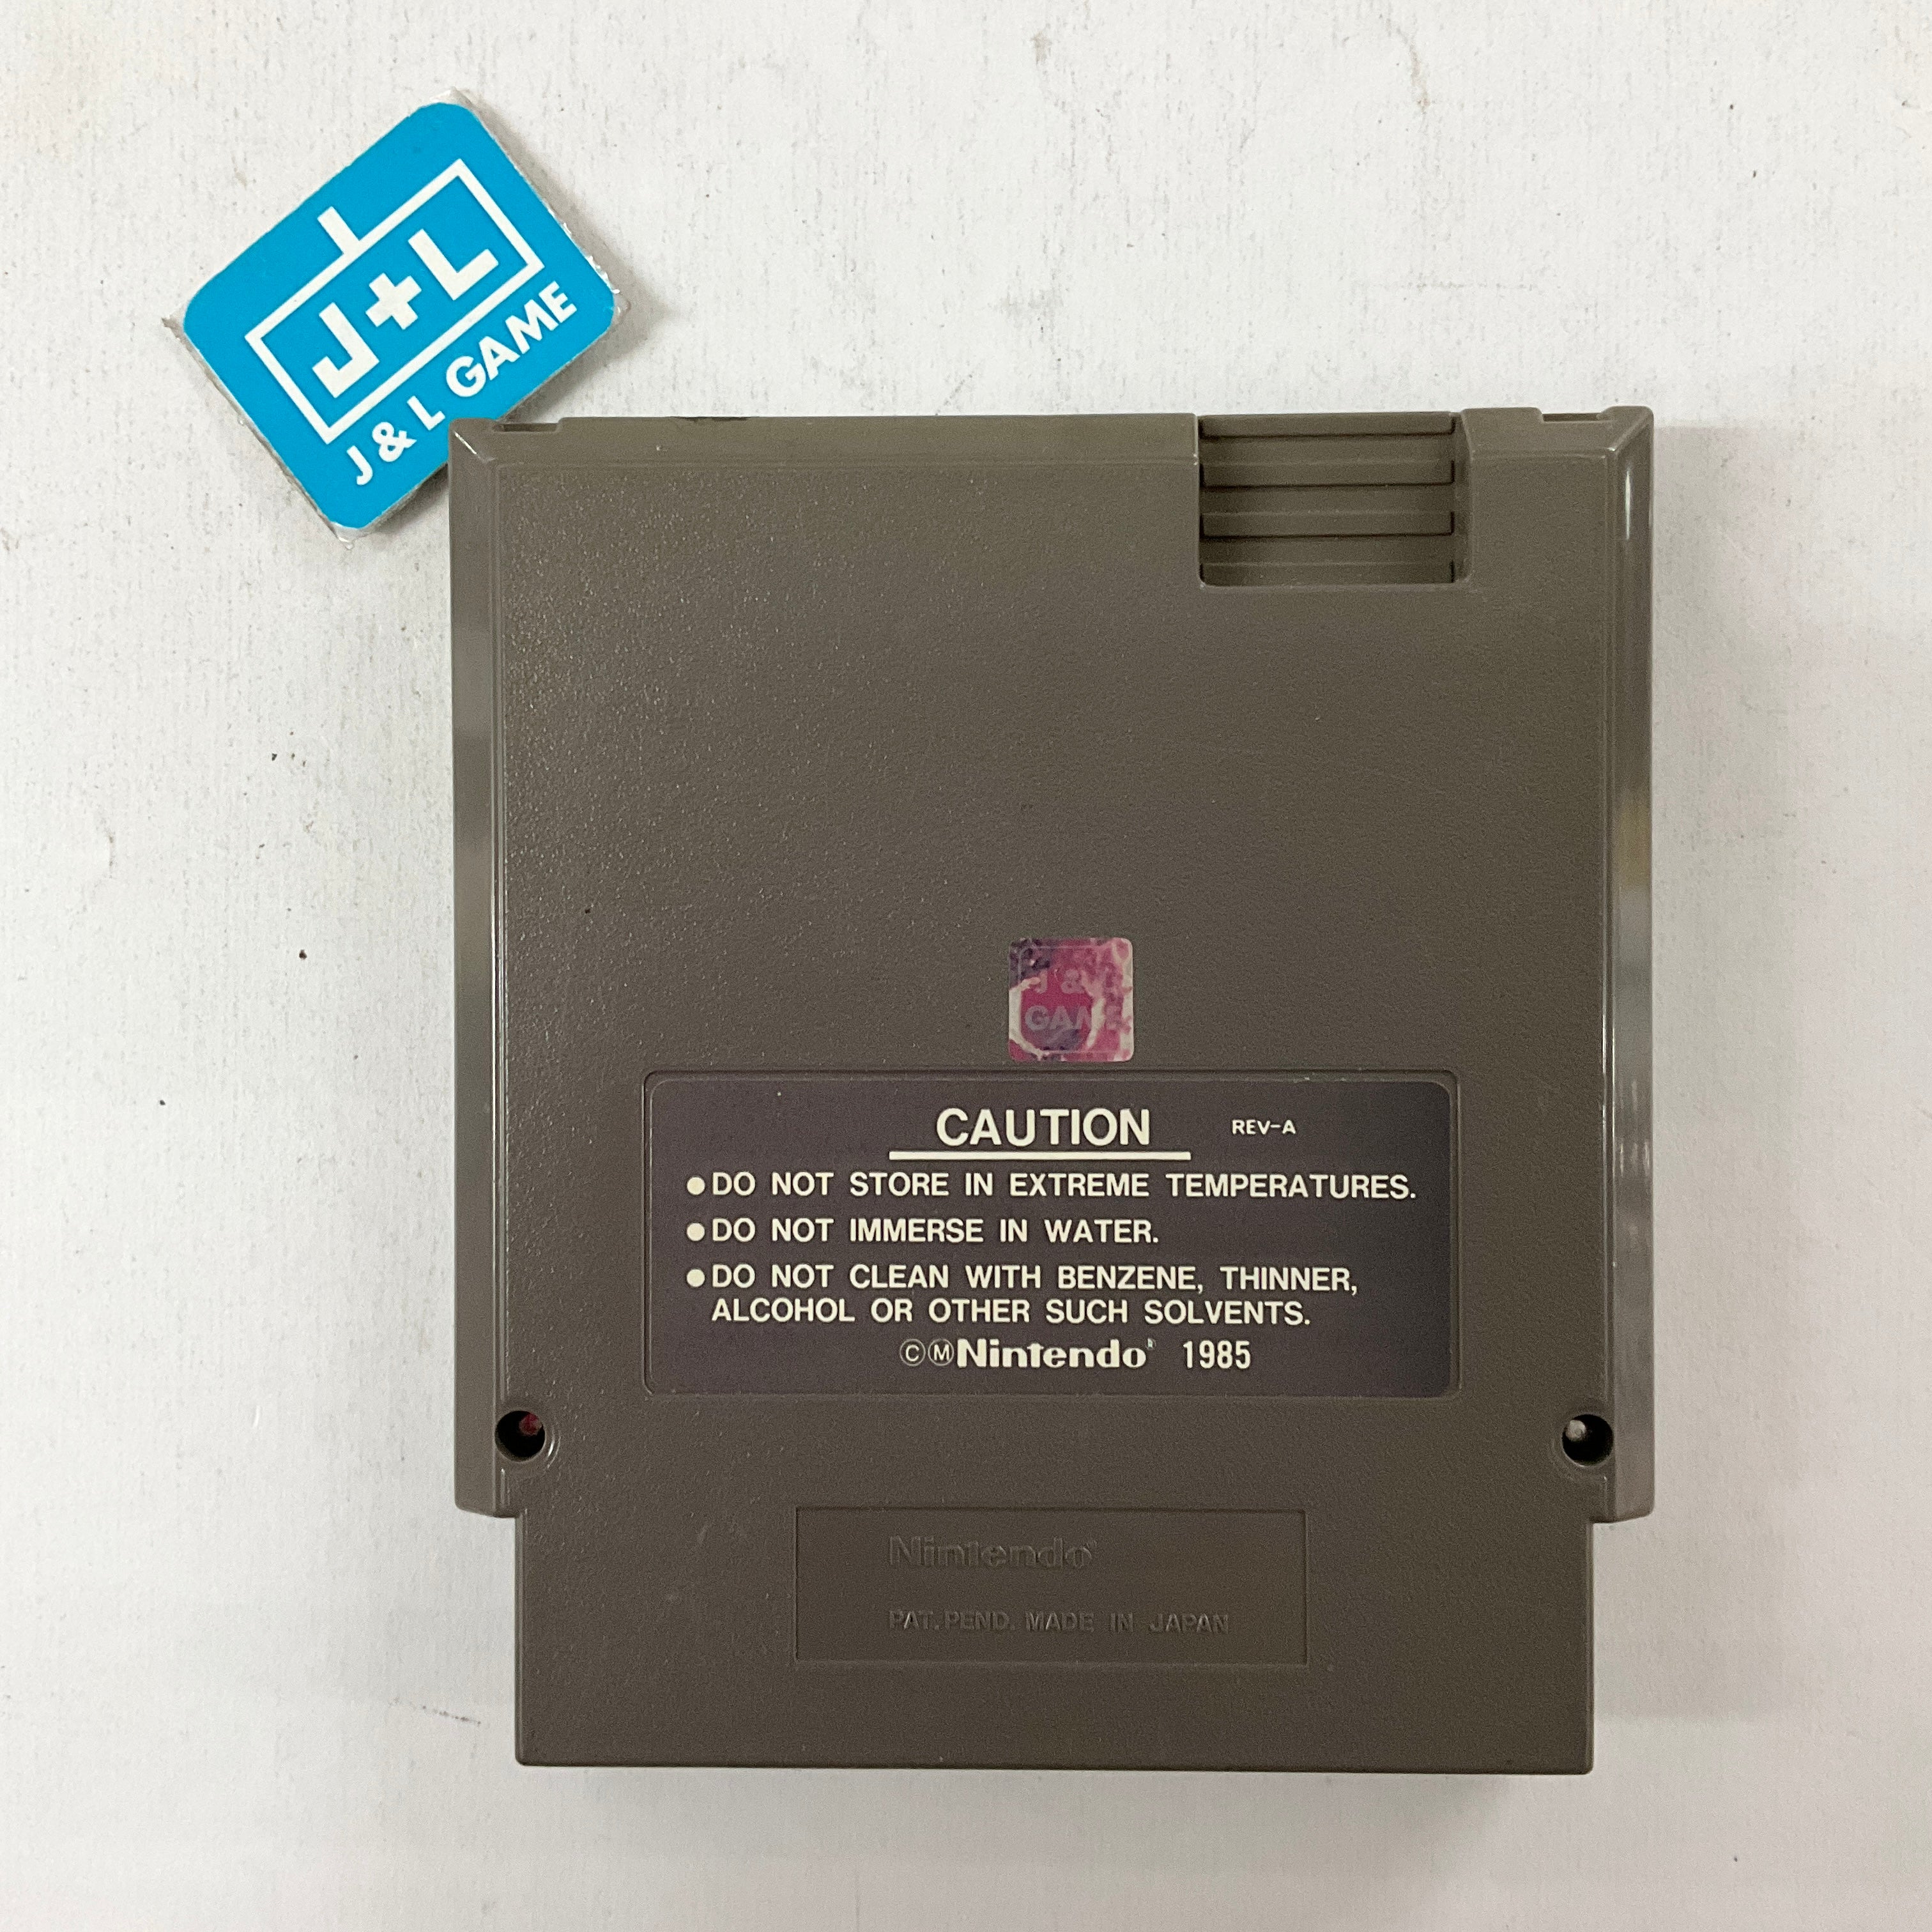 J+L
J & L GAME
J & L
GAME
CAUTION REV-A
●DO NOT STORE IN EXTREME TEMPERATURES.
●DO NOT IMMERSE IN WATER.
●DO NOT CLEAN WITH BENZENE, THINNER,
ALCOHOL OR OTHER SUCH SOLVENTS.
©ⓂNintendo® 1985
Nintendo®
PAT. PEND. MADE IN JAPAN